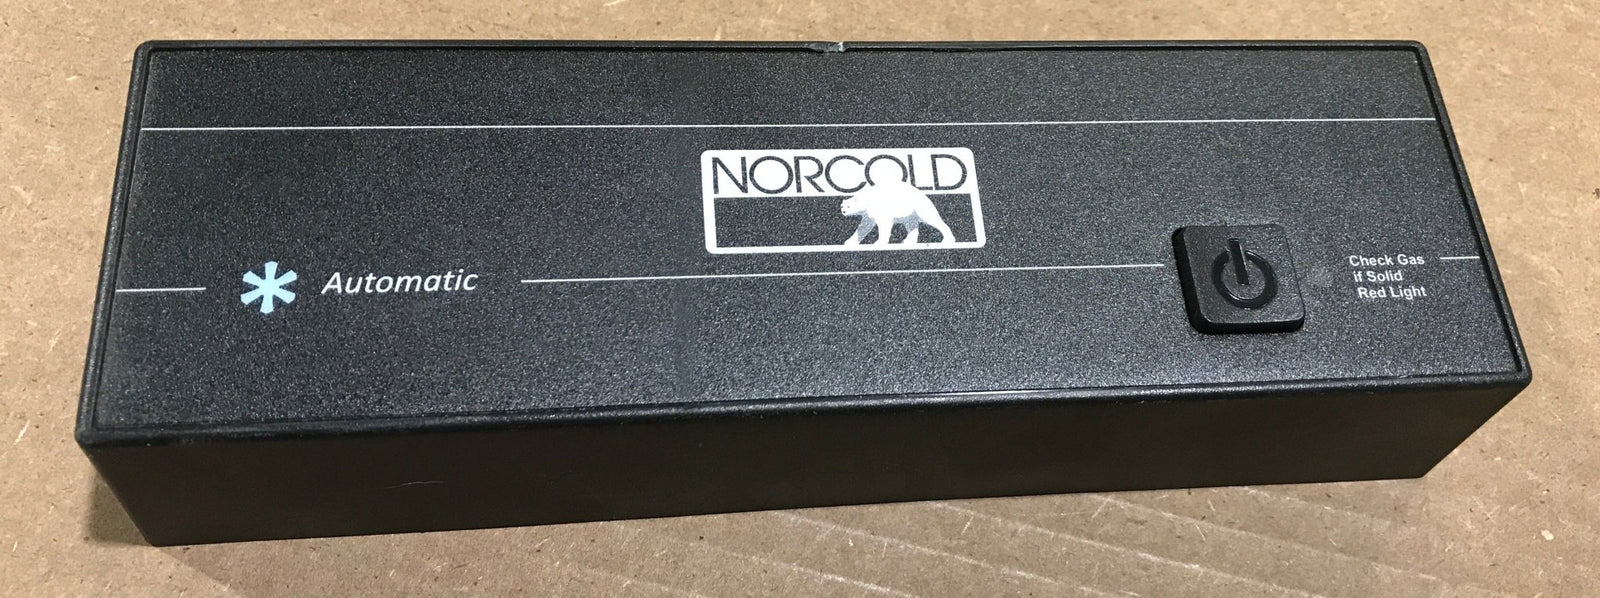 NORCOLD
Automatic
Check Gas
if Solid
Red Light